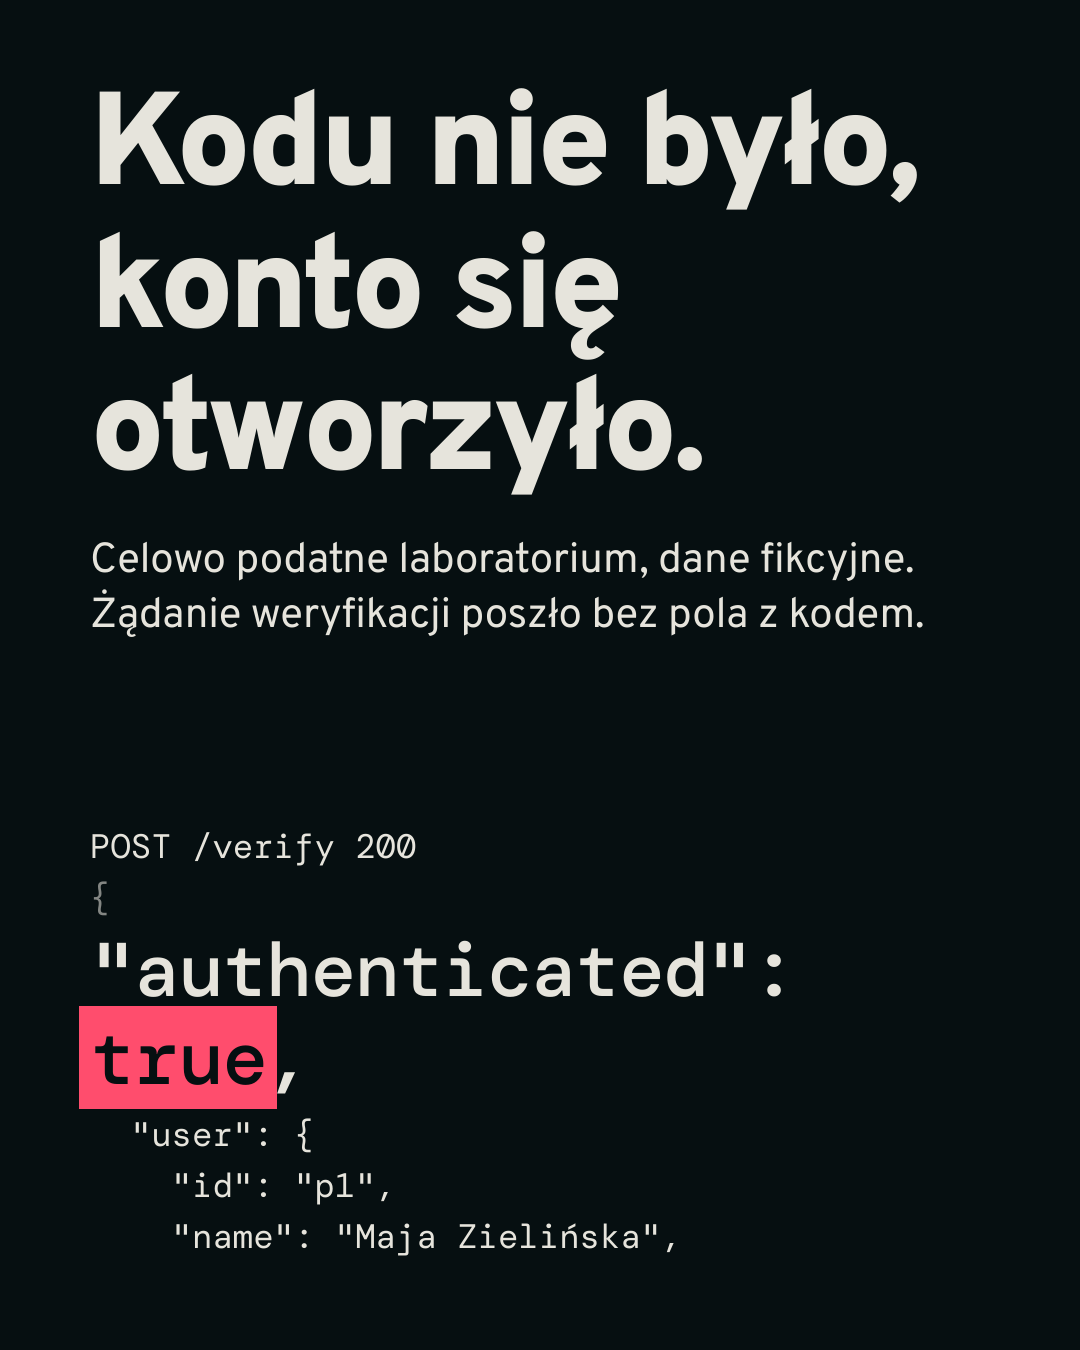 Kodu nie było,
konto się
otworzyło.
Celowo podatne laboratorium, dane fikcyjne.
Żądanie weryfikacji poszło bez pola z kodem.
POST /verify 200
{
"authenticated":
true,
"user": {
"id": "p1",
"name": "Maja Zielińska",